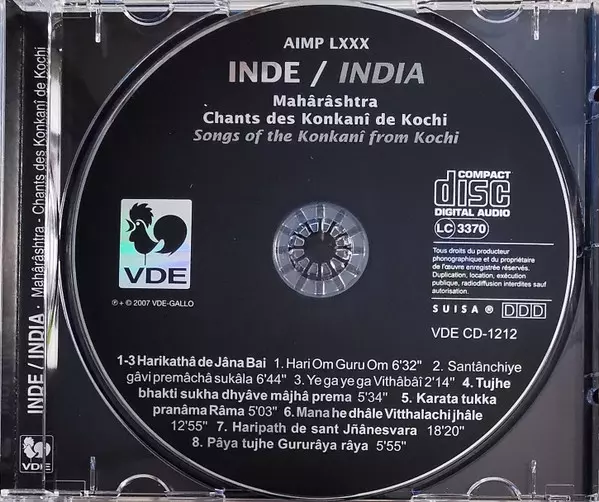 INDE / INDIA - Mahârâshtra - Chants des Konkanî de Kochi
VDE
AIMP LXXX
INDE / INDIA
Mahârâshtra
Chants des Konkanî de Kochi
Songs of the Konkanî from Kochi
COMPACT
disc
DIGITAL AUDIO
LC 3370
VDE
Tous droits du producteur
phonographique et du propriétaire
de l'œuvre enregistrée réservés.
Duplication, location, exécution
publique, radiodiffusion interdites sauf
autorisation.
SUISA ® DDD
℗ + © 2007 VDE-GALLO
VDE CD-1212
1-3 Harikathâ de Jâna Bai 1. Hari Om Guru Om 6'32" 2. Santânchiye
gâvi premâchâ sukâla 6'44" 3. Ye ga ye ga Vithâbâi 2'14" 4. Tujhe
bhakti sukha dhyâve mâjhâ prema 5'34" 5. Karata tukka
pranâma Râma 5'03" 6. Mana he dhâle Vitthalachi jhâle
12'55" 7. Haripath de sant Jñânesvara 18'20"
8. Pâya tujhe Gururâya râya 5'55"